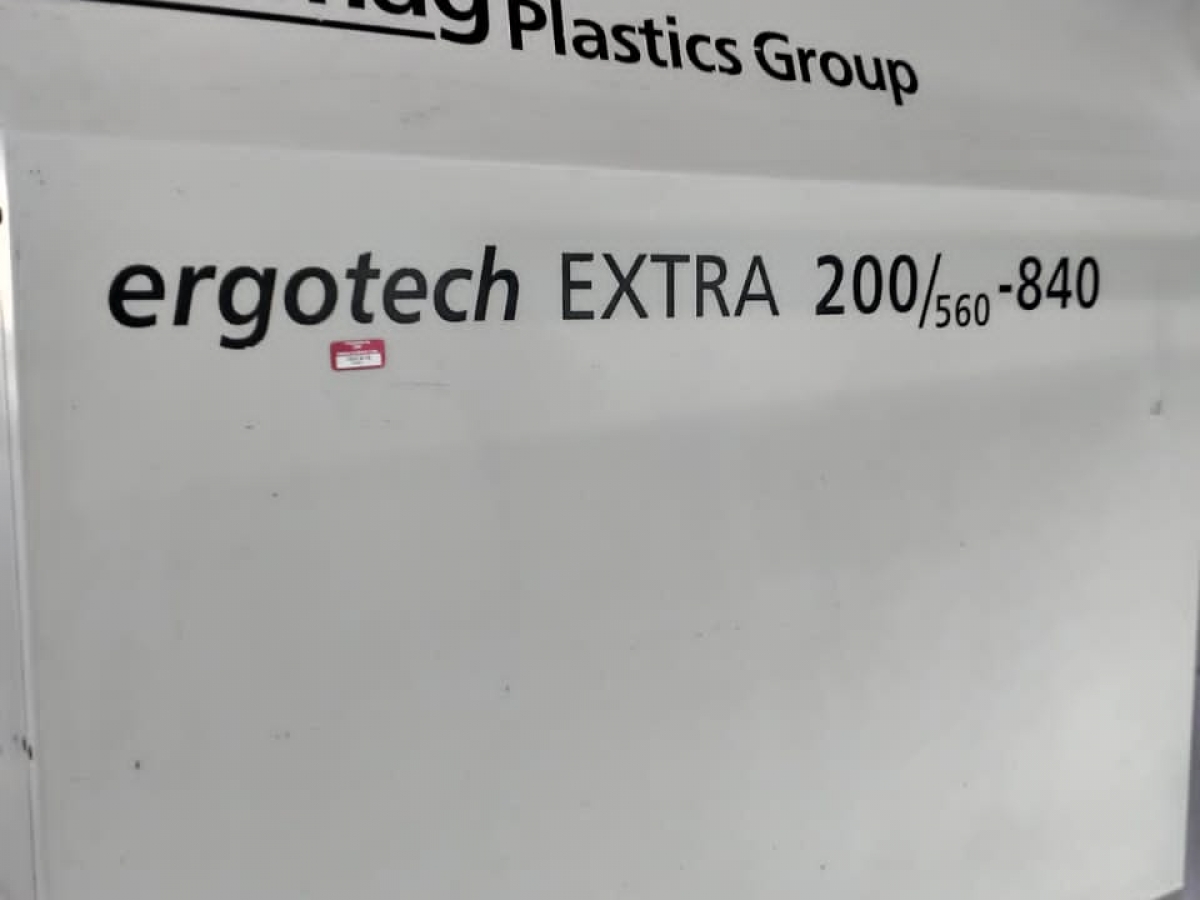 Plastics Group
ergotech EXTRA 200/560-840